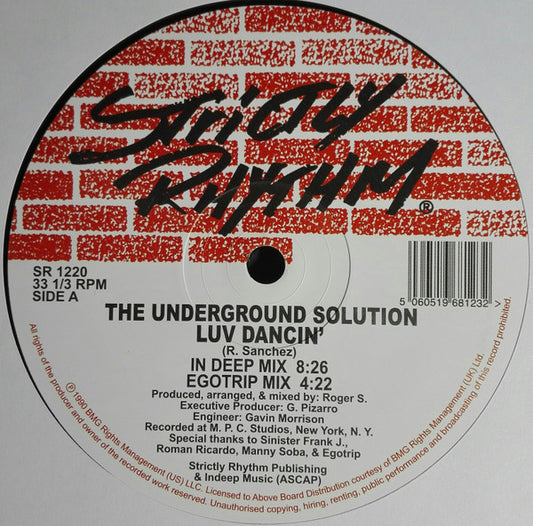 STRICTLY
RHYTHM®
SR 1220
33 1/3 RPM
SIDE A
5 060519 681232 >
THE UNDERGROUND SOLUTION
LUV DANCIN'
(R. Sanchez)
IN DEEP MIX 8:26
EGOTRIP MIX 4:22
Produced, arranged, & mixed by: Roger S.
Executive Producer: G. Pizarro
Engineer: Gavin Morrison
Recorded at M. P. C. Studios, New York, N. Y.
Special thanks to Sinister Frank J.,
Roman Ricardo, Manny Soba, & Egotrip
Strictly Rhythm Publishing
& Indeep Music (ASCAP)
℗1990 BMG Rights Management (US) LLC. Licensed to Above Board Distribution courtesy of BMG Rights Management (UK) Ltd.
All rights of the producer and owner of the recorded work reserved. Unauthorised copying, hiring, renting, public performance and broadcasting of this record prohibited.